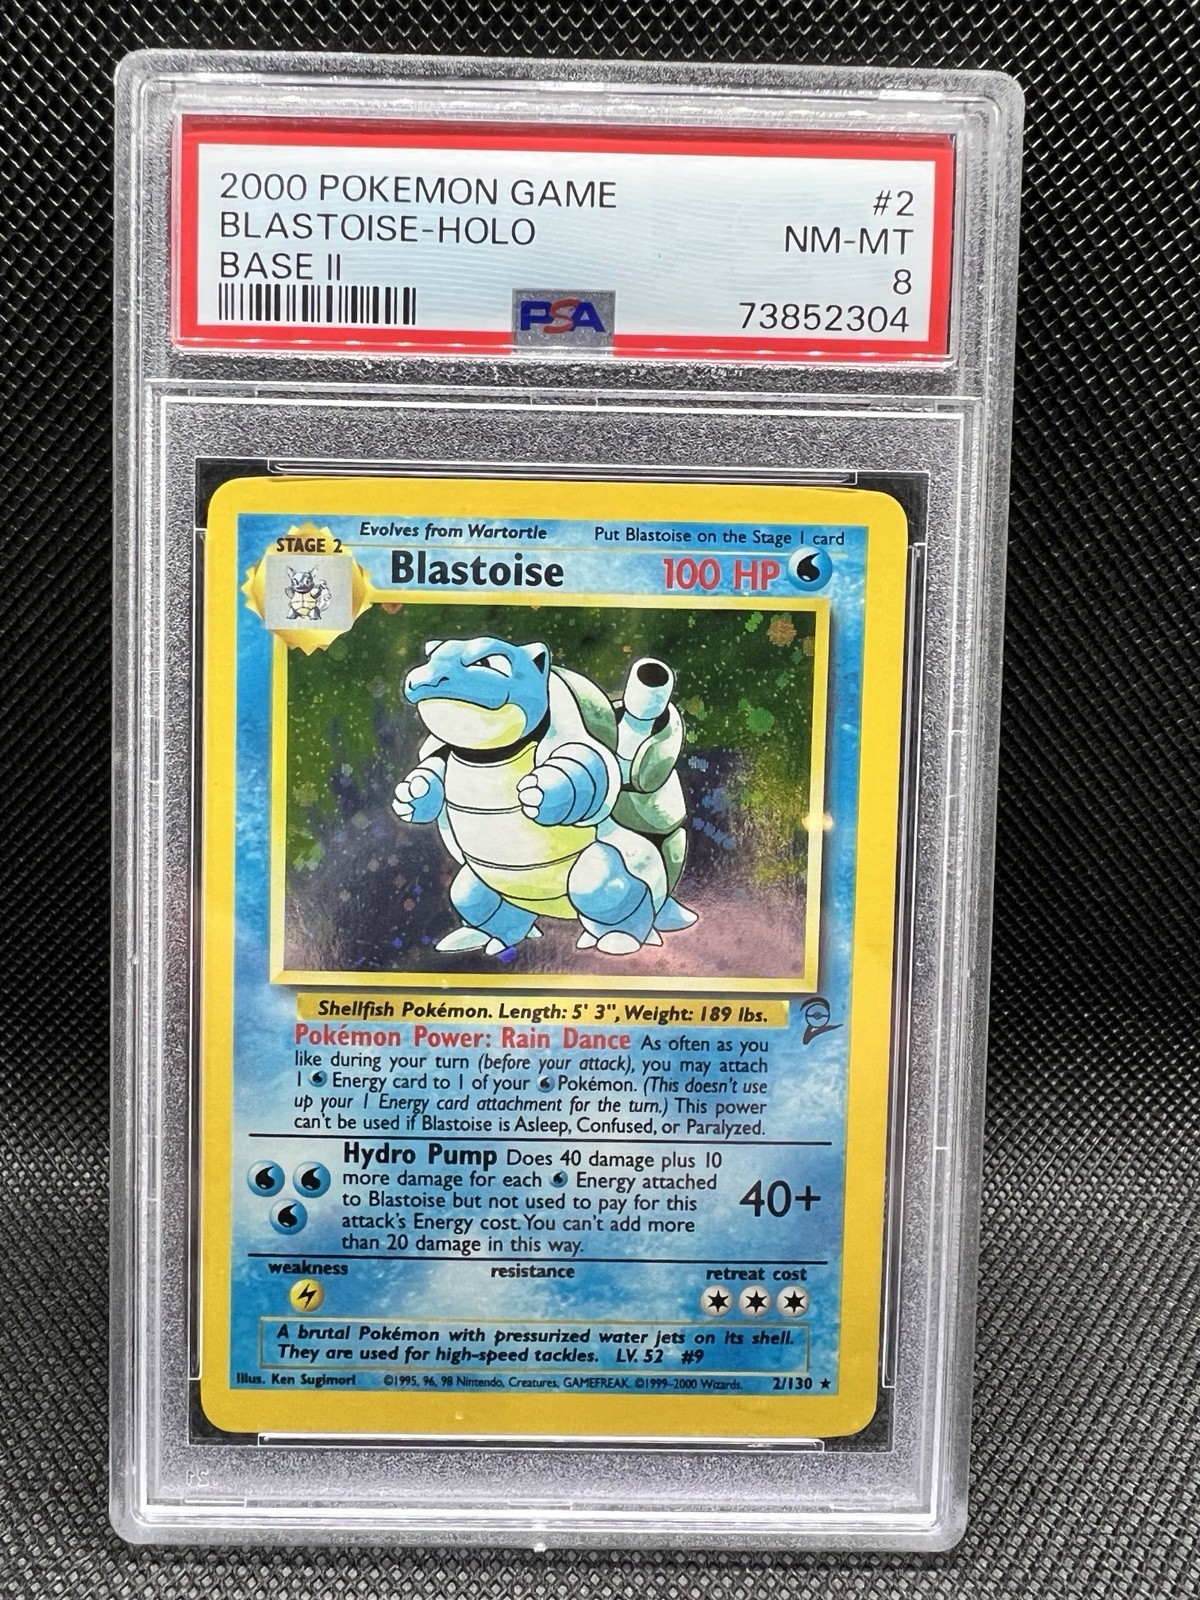 2000 POKEMON GAME #2
BLASTOISE-HOLO NM-MT
BASE II 8
PSA 73852304
Evolves from Wartortle Put Blastoise on the Stage 1 card
STAGE 2
Blastoise 100 HP
Shellfish Pokémon. Length: 5' 3", Weight: 189 lbs.
Pokémon Power: Rain Dance As often as you
like during your turn (before your attack), you may attach
1 Energy card to 1 of your Pokémon. (This doesn't use
up your 1 Energy card attachment for the turn.) This power
can't be used if Blastoise is Asleep, Confused, or Paralyzed.
Hydro Pump Does 40 damage plus 10
more damage for each Energy attached
to Blastoise but not used to pay for this
attack's Energy cost. You can't add more
than 20 damage in this way.
40+
weakness resistance retreat cost
A brutal Pokémon with pressurized water jets on its shell.
They are used for high-speed tackles. LV. 52 #9
Illus. Ken Sugimori ©1995, 96, 98 Nintendo, Creatures, GAMEFREAK. ©1999-2000 Wizards. 2/130 ★